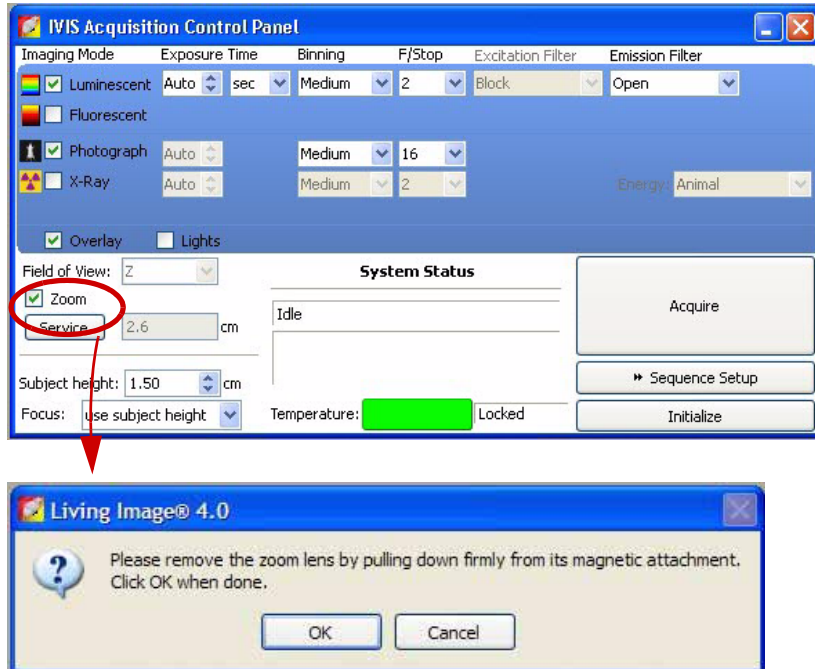 IVIS Acquisition Control Panel
Imaging Mode Exposure Time Binning F/Stop Excitation Filter Emission Filter
Luminescent Auto sec Medium 2 Block Open
Fluorescent
Photograph Auto Medium 16
X-Ray Auto Medium 2 Energy: Animal
Overlay Lights
Field of View: Z System Status
Zoom
Idle
Acquire
Service 2.6 cm
Subject height: 1.50 cm
Sequence Setup
Focus: use subject height Temperature: Locked Initialize
Living Image® 4.0
Please remove the zoom lens by pulling down firmly from its magnetic attachment.
Click OK when done.
OK Cancel